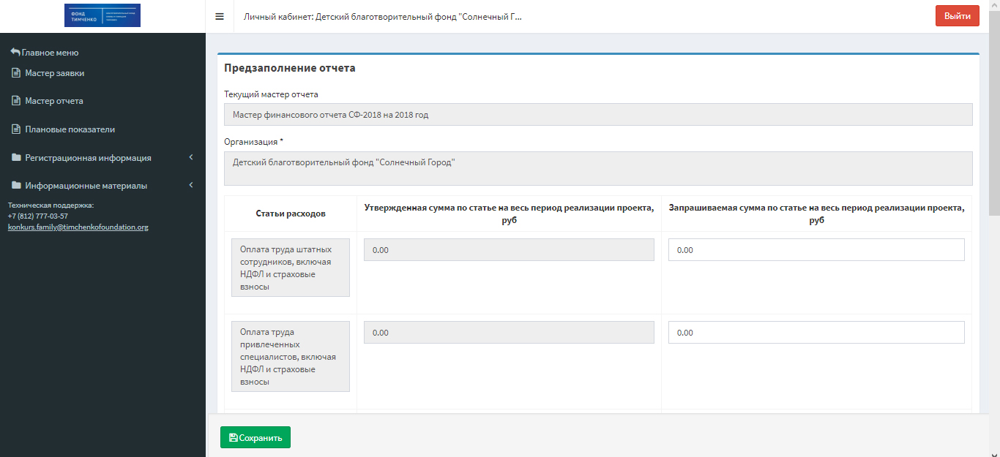 ФОНД
ТИМЧЕНКО
Личный кабинет: Детский благотворительный фонд "Солнечный Г...
Выйти
Главное меню
Мастер заявки
Мастер отчета
Плановые показатели
Регистрационная информация
Информационные материалы
Техническая поддержка:
+7 (812) 777-03-57
konkurs.family@timchenkofoundation.org
Предзаполнение отчета
Текущий мастер отчета
Мастер финансового отчета СФ-2018 на 2018 год
Организация *
Детский благотворительный фонд "Солнечный Город"
Статьи расходов
Утвержденная сумма по статье на весь период реализации проекта,
руб
Запрашиваемая сумма по статье на весь период реализации проекта,
руб
Оплата труда штатных
сотрудников, включая
НДФЛ и страховые
взносы
0.00
0.00
Оплата труда
привлеченных
специалистов, включая
НДФЛ и страховые
взносы
0.00
0.00
Сохранить